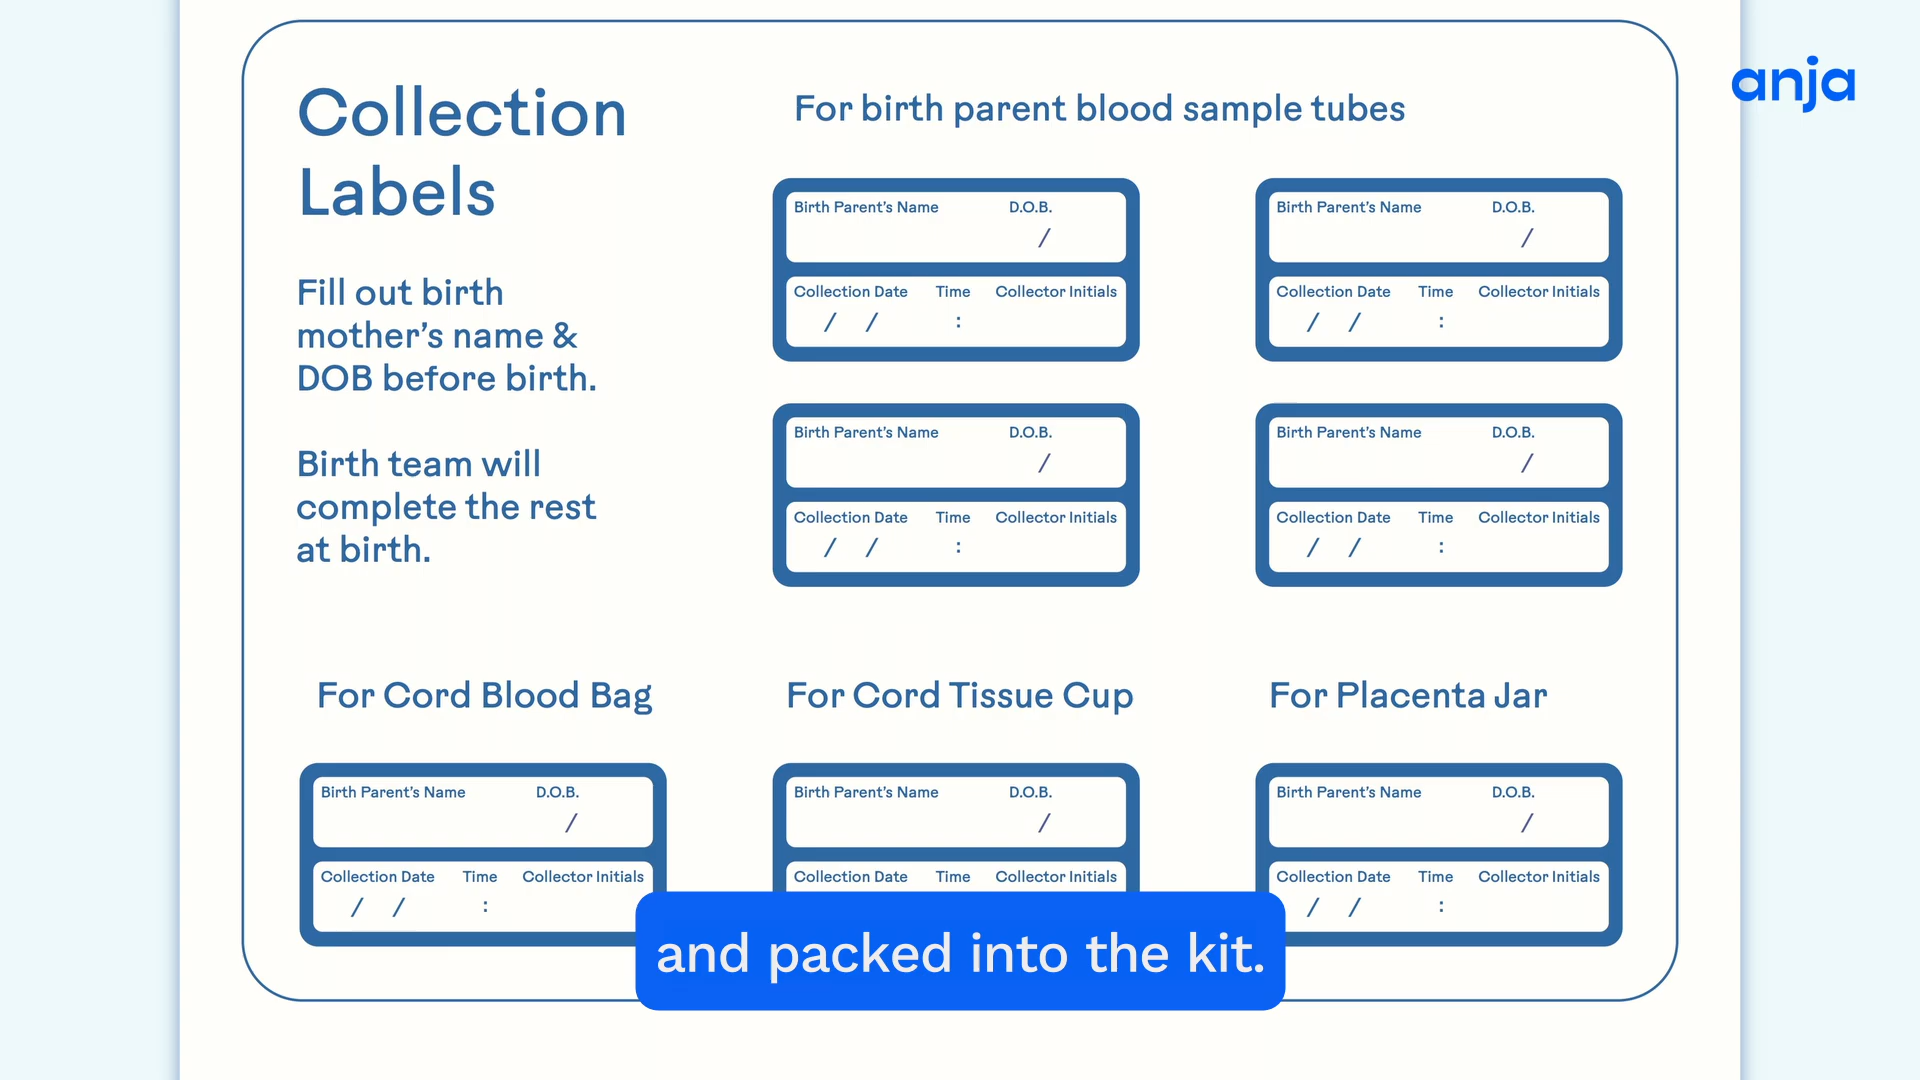 Collection
Labels
Fill out birth
mother's name &
DOB before birth.
Birth team will
complete the rest
at birth.
For birth parent blood sample tubes
Birth Parent's Name D.O.B.
/
Collection Date Time Collector Initials
/ / :
Birth Parent's Name D.O.B.
/
Collection Date Time Collector Initials
/ / :
Birth Parent's Name D.O.B.
/
Collection Date Time Collector Initials
/ / :
Birth Parent's Name D.O.B.
/
Collection Date Time Collector Initials
/ / :
For Cord Blood Bag
Birth Parent's Name D.O.B.
/
Collection Date Time Collector Initials
/ / :
For Cord Tissue Cup
Birth Parent's Name D.O.B.
/
Collection Date Time Collector Initials
For Placenta Jar
Birth Parent's Name D.O.B.
/
Collection Date Time Collector Initials
/ / :
and packed into the kit.
anja